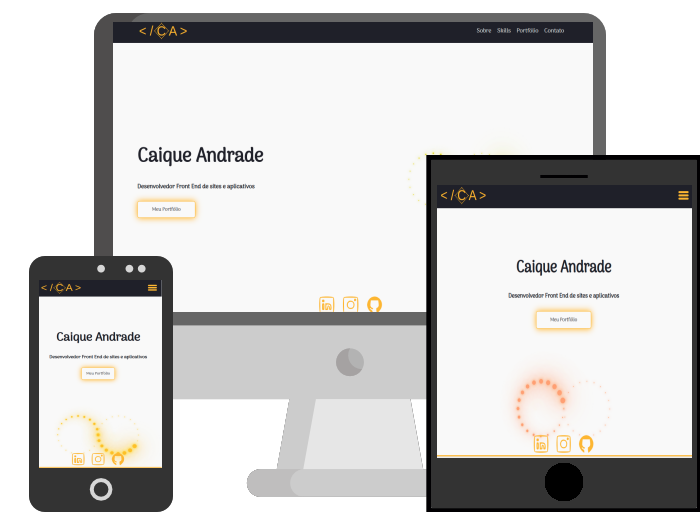 </CA>
Sobre Skills Portfólio Contato
Caique Andrade
Desenvolvedor Front End de sites e aplicativos
Meu Portfólio
</CA>
Caique Andrade
Desenvolvedor Front End de sites e aplicativos
Meu Portfólio
</CA>
Caique Andrade
Desenvolvedor Front End de sites e aplicativos
Meu Portfólio